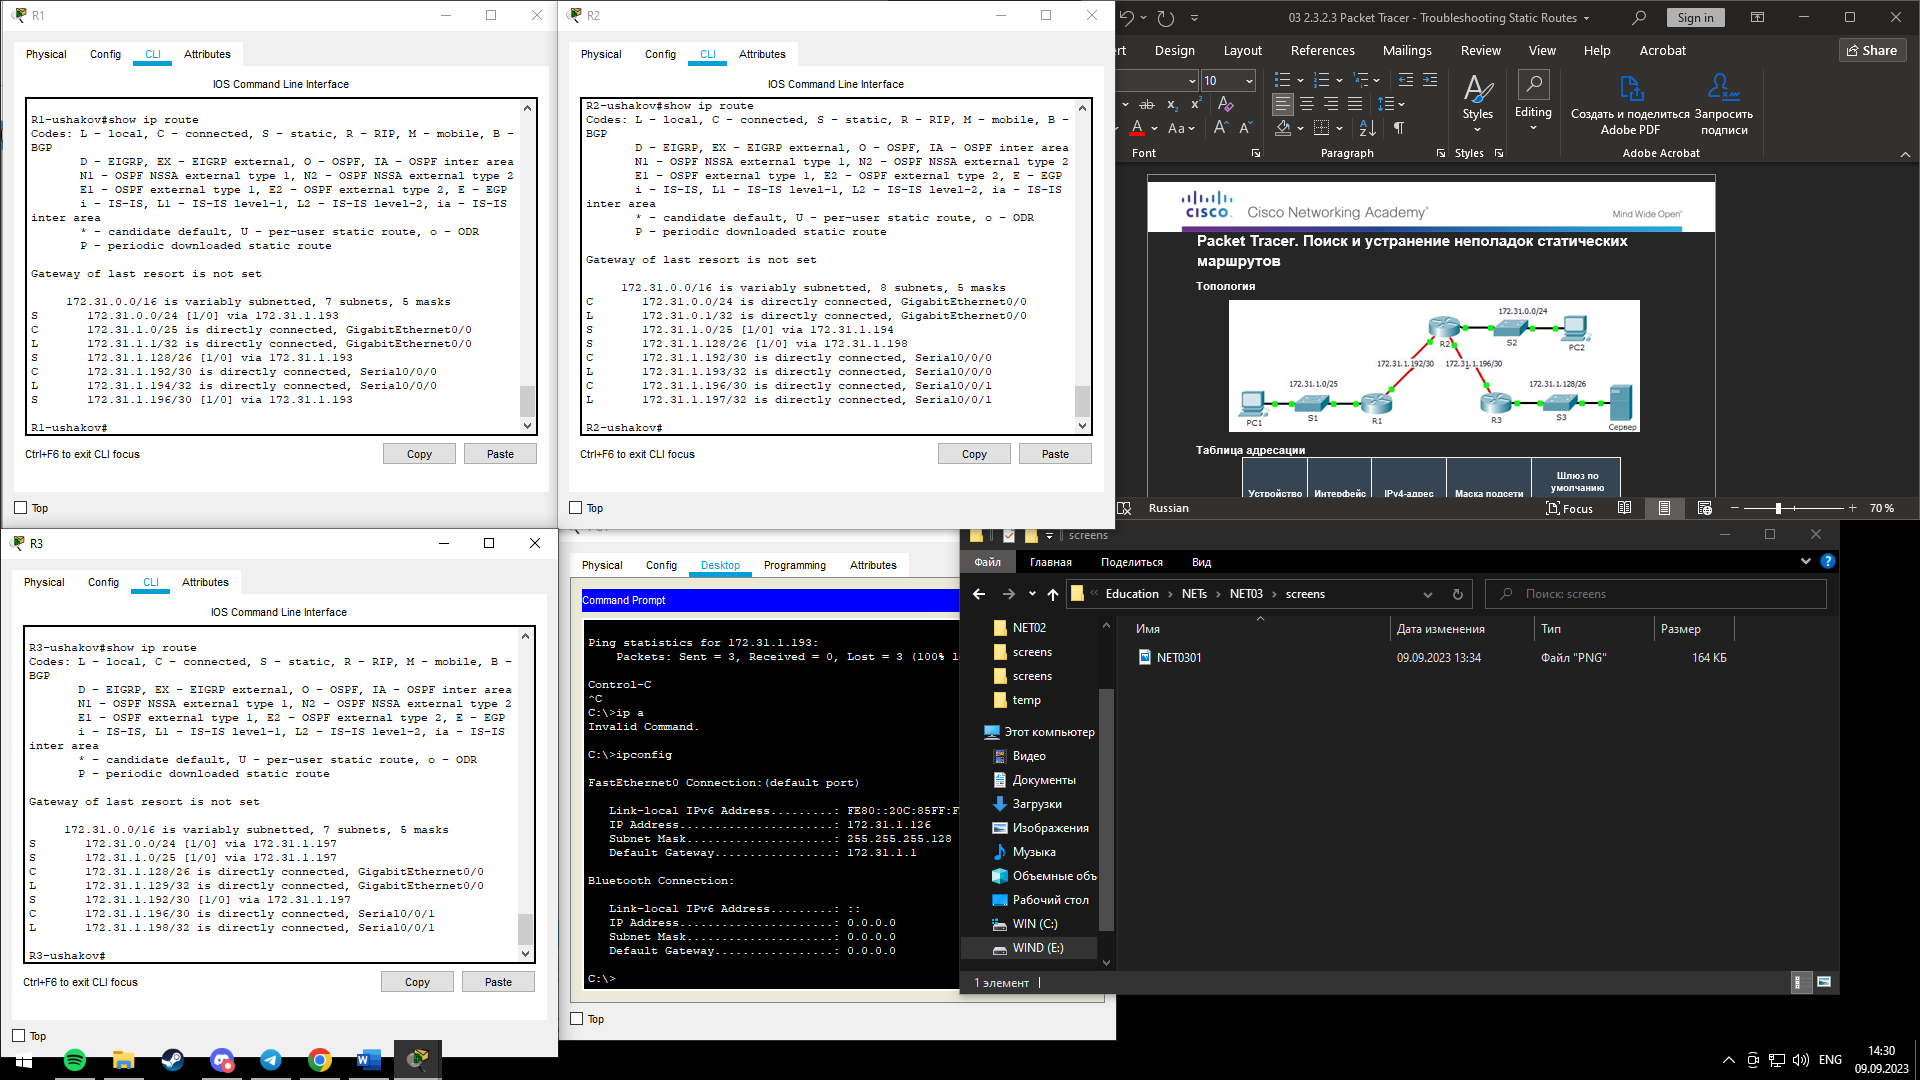 R1
Physical
Config
CLI
Attributes
IOS Command Line Interface
R1-ushakov#show ip route
Codes: L - local, C - connected, S - static, R - RIP, M - mobile, B -
BGP
D - EIGRP, EX - EIGRP external, O - OSPF, IA - OSPF inter area
N1 - OSPF NSSA external type 1, N2 - OSPF NSSA external type 2
E1 - OSPF external type 1, E2 - OSPF external type 2, E - EGP
i - IS-IS, L1 - IS-IS level-1, L2 - IS-IS level-2, ia - IS-IS
inter area
* - candidate default, U - per-user static route, o - ODR
P - periodic downloaded static route
Gateway of last resort is not set
172.31.0.0/16 is variably subnetted, 7 subnets, 5 masks
S 172.31.0.0/24 [1/0] via 172.31.1.193
C 172.31.1.0/25 is directly connected, GigabitEthernet0/0
L 172.31.1.1/32 is directly connected, GigabitEthernet0/0
S 172.31.1.128/26 [1/0] via 172.31.1.193
C 172.31.1.192/30 is directly connected, Serial0/0/0
L 172.31.1.194/32 is directly connected, Serial0/0/0
S 172.31.1.196/30 [1/0] via 172.31.1.193
R1-ushakov#
Ctrl+F6 to exit CLI focus
Copy
Paste
Top
R2
Physical
Config
CLI
Attributes
IOS Command Line Interface
R2-ushakov#show ip route
Codes: L - local, C - connected, S - static, R - RIP, M - mobile, B -
BGP
D - EIGRP, EX - EIGRP external, O - OSPF, IA - OSPF inter area
N1 - OSPF NSSA external type 1, N2 - OSPF NSSA external type 2
E1 - OSPF external type 1, E2 - OSPF external type 2, E - EGP
i - IS-IS, L1 - IS-IS level-1, L2 - IS-IS level-2, ia - IS-IS
inter area
* - candidate default, U - per-user static route, o - ODR
P - periodic downloaded static route
Gateway of last resort is not set
172.31.0.0/16 is variably subnetted, 8 subnets, 5 masks
C 172.31.0.0/24 is directly connected, GigabitEthernet0/0
L 172.31.0.1/32 is directly connected, GigabitEthernet0/0
S 172.31.1.0/25 [1/0] via 172.31.1.194
S 172.31.1.128/26 [1/0] via 172.31.1.198
C 172.31.1.192/30 is directly connected, Serial0/0/0
L 172.31.1.193/32 is directly connected, Serial0/0/0
C 172.31.1.196/30 is directly connected, Serial0/0/1
L 172.31.1.197/32 is directly connected, Serial0/0/1
R2-ushakov#
Ctrl+F6 to exit CLI focus
Copy
Paste
Top
03 2.3.2.3 Packet Tracer - Troubleshooting Static Routes
Sign in
Design
Layout
References
Mailings
Review
View
Help
Acrobat
Share
10
Font
Paragraph
Styles
Editing
Styles
Создать и поделиться
Adobe PDF
Запросить
подписи
Adobe Acrobat
CISCO.
Cisco Networking Academy®
Mind Wide Open®
Packet Tracer. Поиск и устранение неполадок статических
маршрутов
Топология
172.31.0.0/24
R2
S2
PC2
172.31.1.192/30
172.31.1.196/30
172.31.1.0/25
172.31.1.128/26
PC1
S1
R1
R3
S3
Сервер
Таблица адресации
Устройство
Интерфейс
IPv4-адрес
Маска подсети
Шлюз по
умолчанию
Russian
Focus
70 %
R3
Physical
Config
CLI
Attributes
IOS Command Line Interface
R3-ushakov#show ip route
Codes: L - local, C - connected, S - static, R - RIP, M - mobile, B -
BGP
D - EIGRP, EX - EIGRP external, O - OSPF, IA - OSPF inter area
N1 - OSPF NSSA external type 1, N2 - OSPF NSSA external type 2
E1 - OSPF external type 1, E2 - OSPF external type 2, E - EGP
i - IS-IS, L1 - IS-IS level-1, L2 - IS-IS level-2, ia - IS-IS
inter area
* - candidate default, U - per-user static route, o - ODR
P - periodic downloaded static route
Gateway of last resort is not set
172.31.0.0/16 is variably subnetted, 7 subnets, 5 masks
S 172.31.0.0/24 [1/0] via 172.31.1.197
S 172.31.1.0/25 [1/0] via 172.31.1.197
C 172.31.1.128/26 is directly connected, GigabitEthernet0/0
L 172.31.1.129/32 is directly connected, GigabitEthernet0/0
S 172.31.1.192/30 [1/0] via 172.31.1.197
C 172.31.1.196/30 is directly connected, Serial0/0/1
L 172.31.1.198/32 is directly connected, Serial0/0/1
R3-ushakov#
Ctrl+F6 to exit CLI focus
Copy
Paste
Top
Physical
Config
Desktop
Programming
Attributes
Command Prompt
Ping statistics for 172.31.1.193:
Packets: Sent = 3, Received = 0, Lost = 3 (100%
Control-C
^C
C:\>ip a
Invalid Command.
C:\>ipconfig
FastEthernet0 Connection:(default port)
Link-local IPv6 Address.........: FE80::20C:85FF:F
IP Address......................: 172.31.1.126
Subnet Mask.....................: 255.255.255.128
Default Gateway.................: 172.31.1.1
Bluetooth Connection:
Link-local IPv6 Address.........: ::
IP Address......................: 0.0.0.0
Subnet Mask.....................: 0.0.0.0
Default Gateway.................: 0.0.0.0
C:\>
Top
screens
Файл
Главная
Поделиться
Вид
Education
NETs
NET03
screens
Поиск: screens
NET02
screens
screens
temp
Этот компьютер
Видео
Документы
Загрузки
Изображения
Музыка
Объемные объ
Рабочий стол
WIN (C:)
WIND (E:)
Имя
Дата изменения
Тип
Размер
NET0301
09.09.2023 13:34
Файл "PNG"
164 КБ
1 элемент
ENG
14:30
09.09.2023